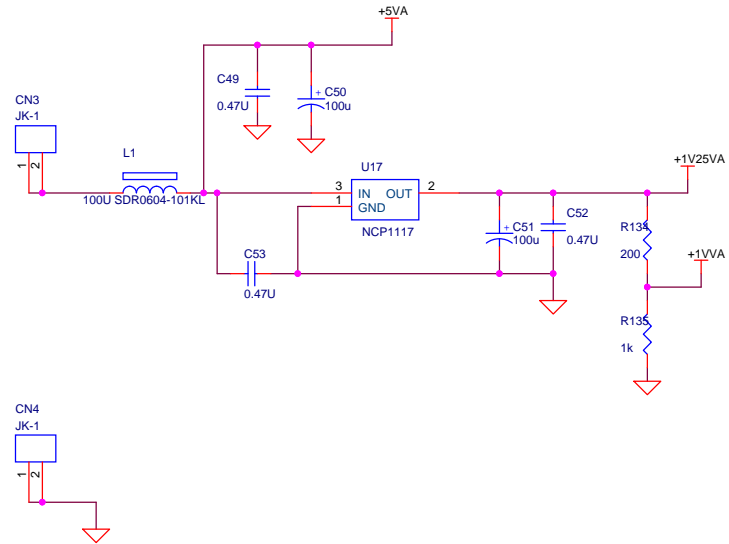 +5VA
C49
0.47U
+ C50
100u
CN3
JK-1
1
2
L1
100U SDR0604-101KL
U17
3
IN
OUT
2
1
GND
NCP1117
+1V25VA
+ C51
100u
C52
0.47U
R134
200
+1VVA
C53
0.47U
R135
1k
CN4
JK-1
1
2